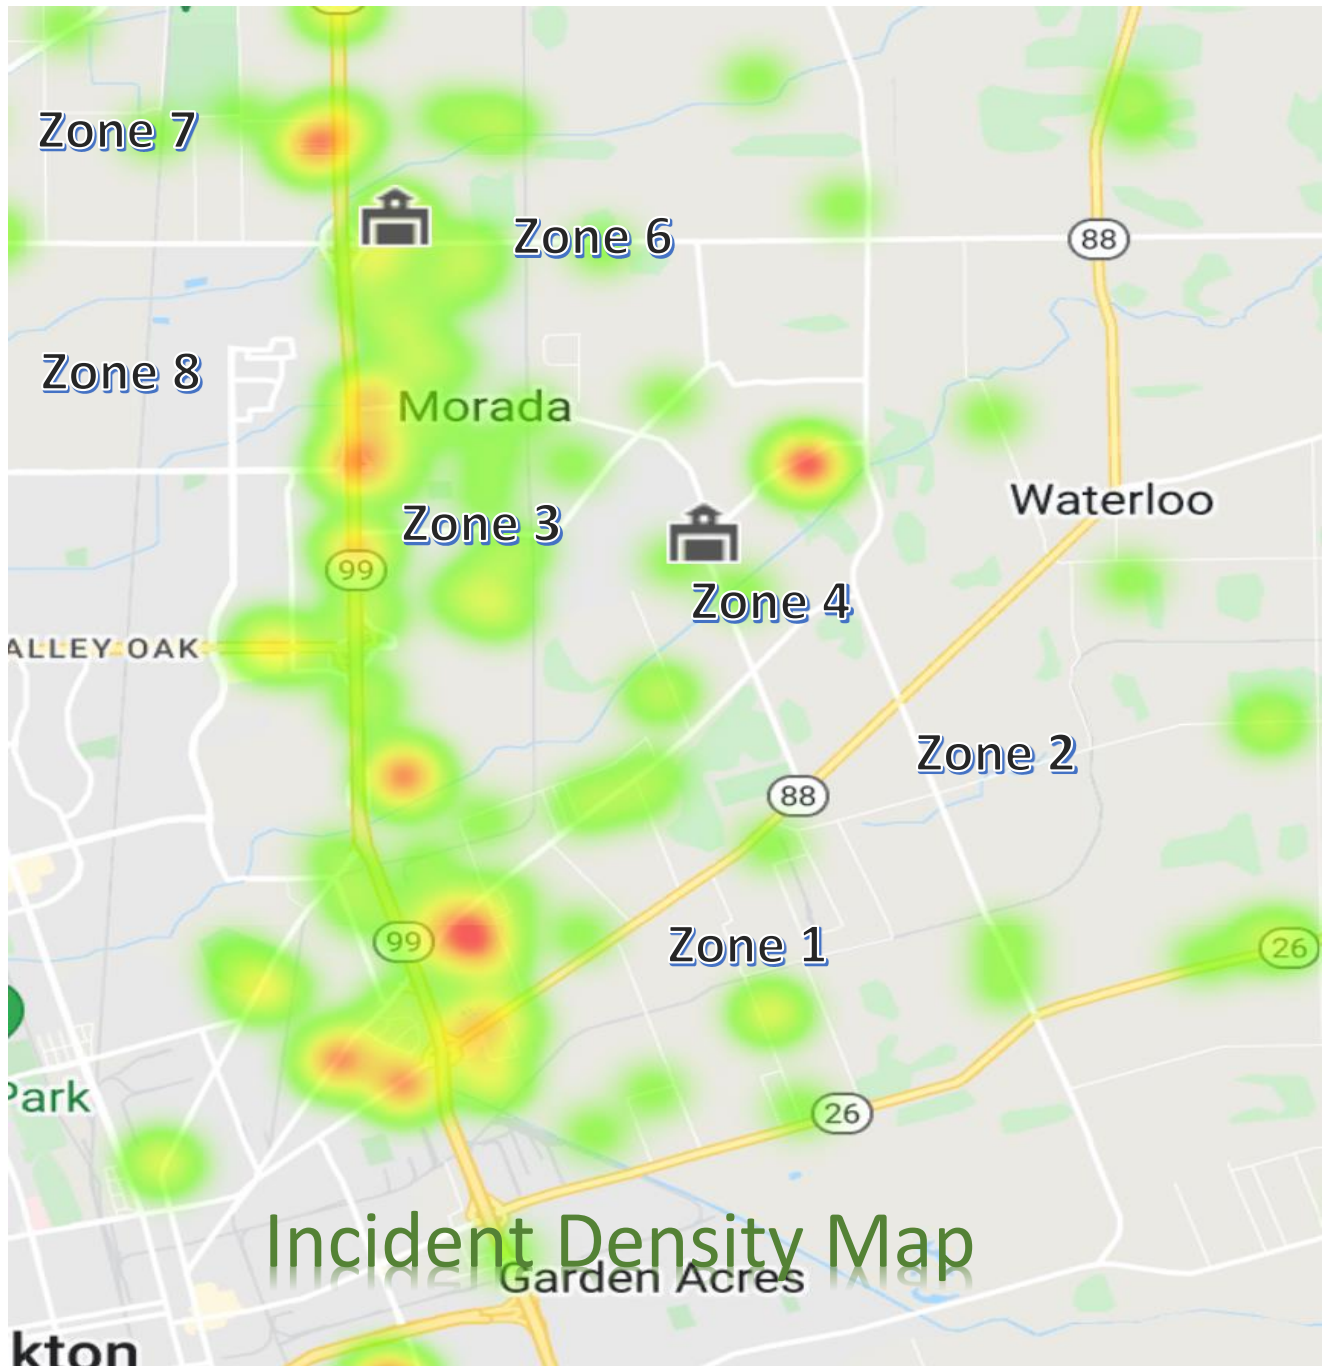 Zone 7
Zone 6
88
Zone 8
Morada
Waterloo
Zone 3
99
Zone 4
ALLEY OAK
Zone 2
88
99
Zone 1
26
Park
26
Incident Density Map
Garden Acres
kton